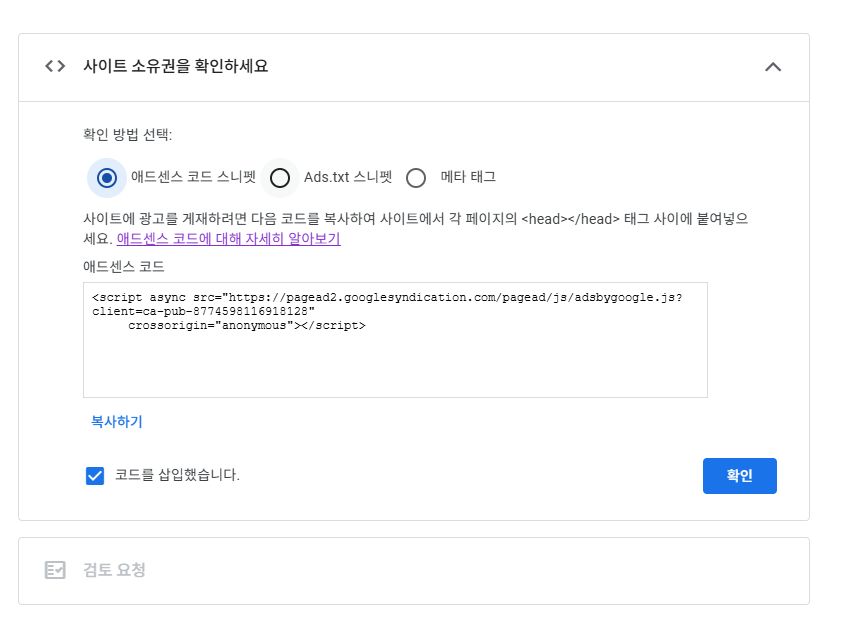 사이트 소유권을 확인하세요
확인 방법 선택:
애드센스 코드 스니펫 Ads.txt 스니펫 메타 태그
사이트에 광고를 게재하려면 다음 코드를 복사하여 사이트에서 각 페이지의 <head></head> 태그 사이에 붙여넣으
세요. 애드센스 코드에 대해 자세히 알아보기
애드센스 코드
<script async src="https://pagead2.googlesyndication.com/pagead/js/adsbygoogle.js?
client=ca-pub-8774598116918128"
     crossorigin="anonymous"></script>
복사하기
코드를 삽입했습니다.
확인
검토 요청